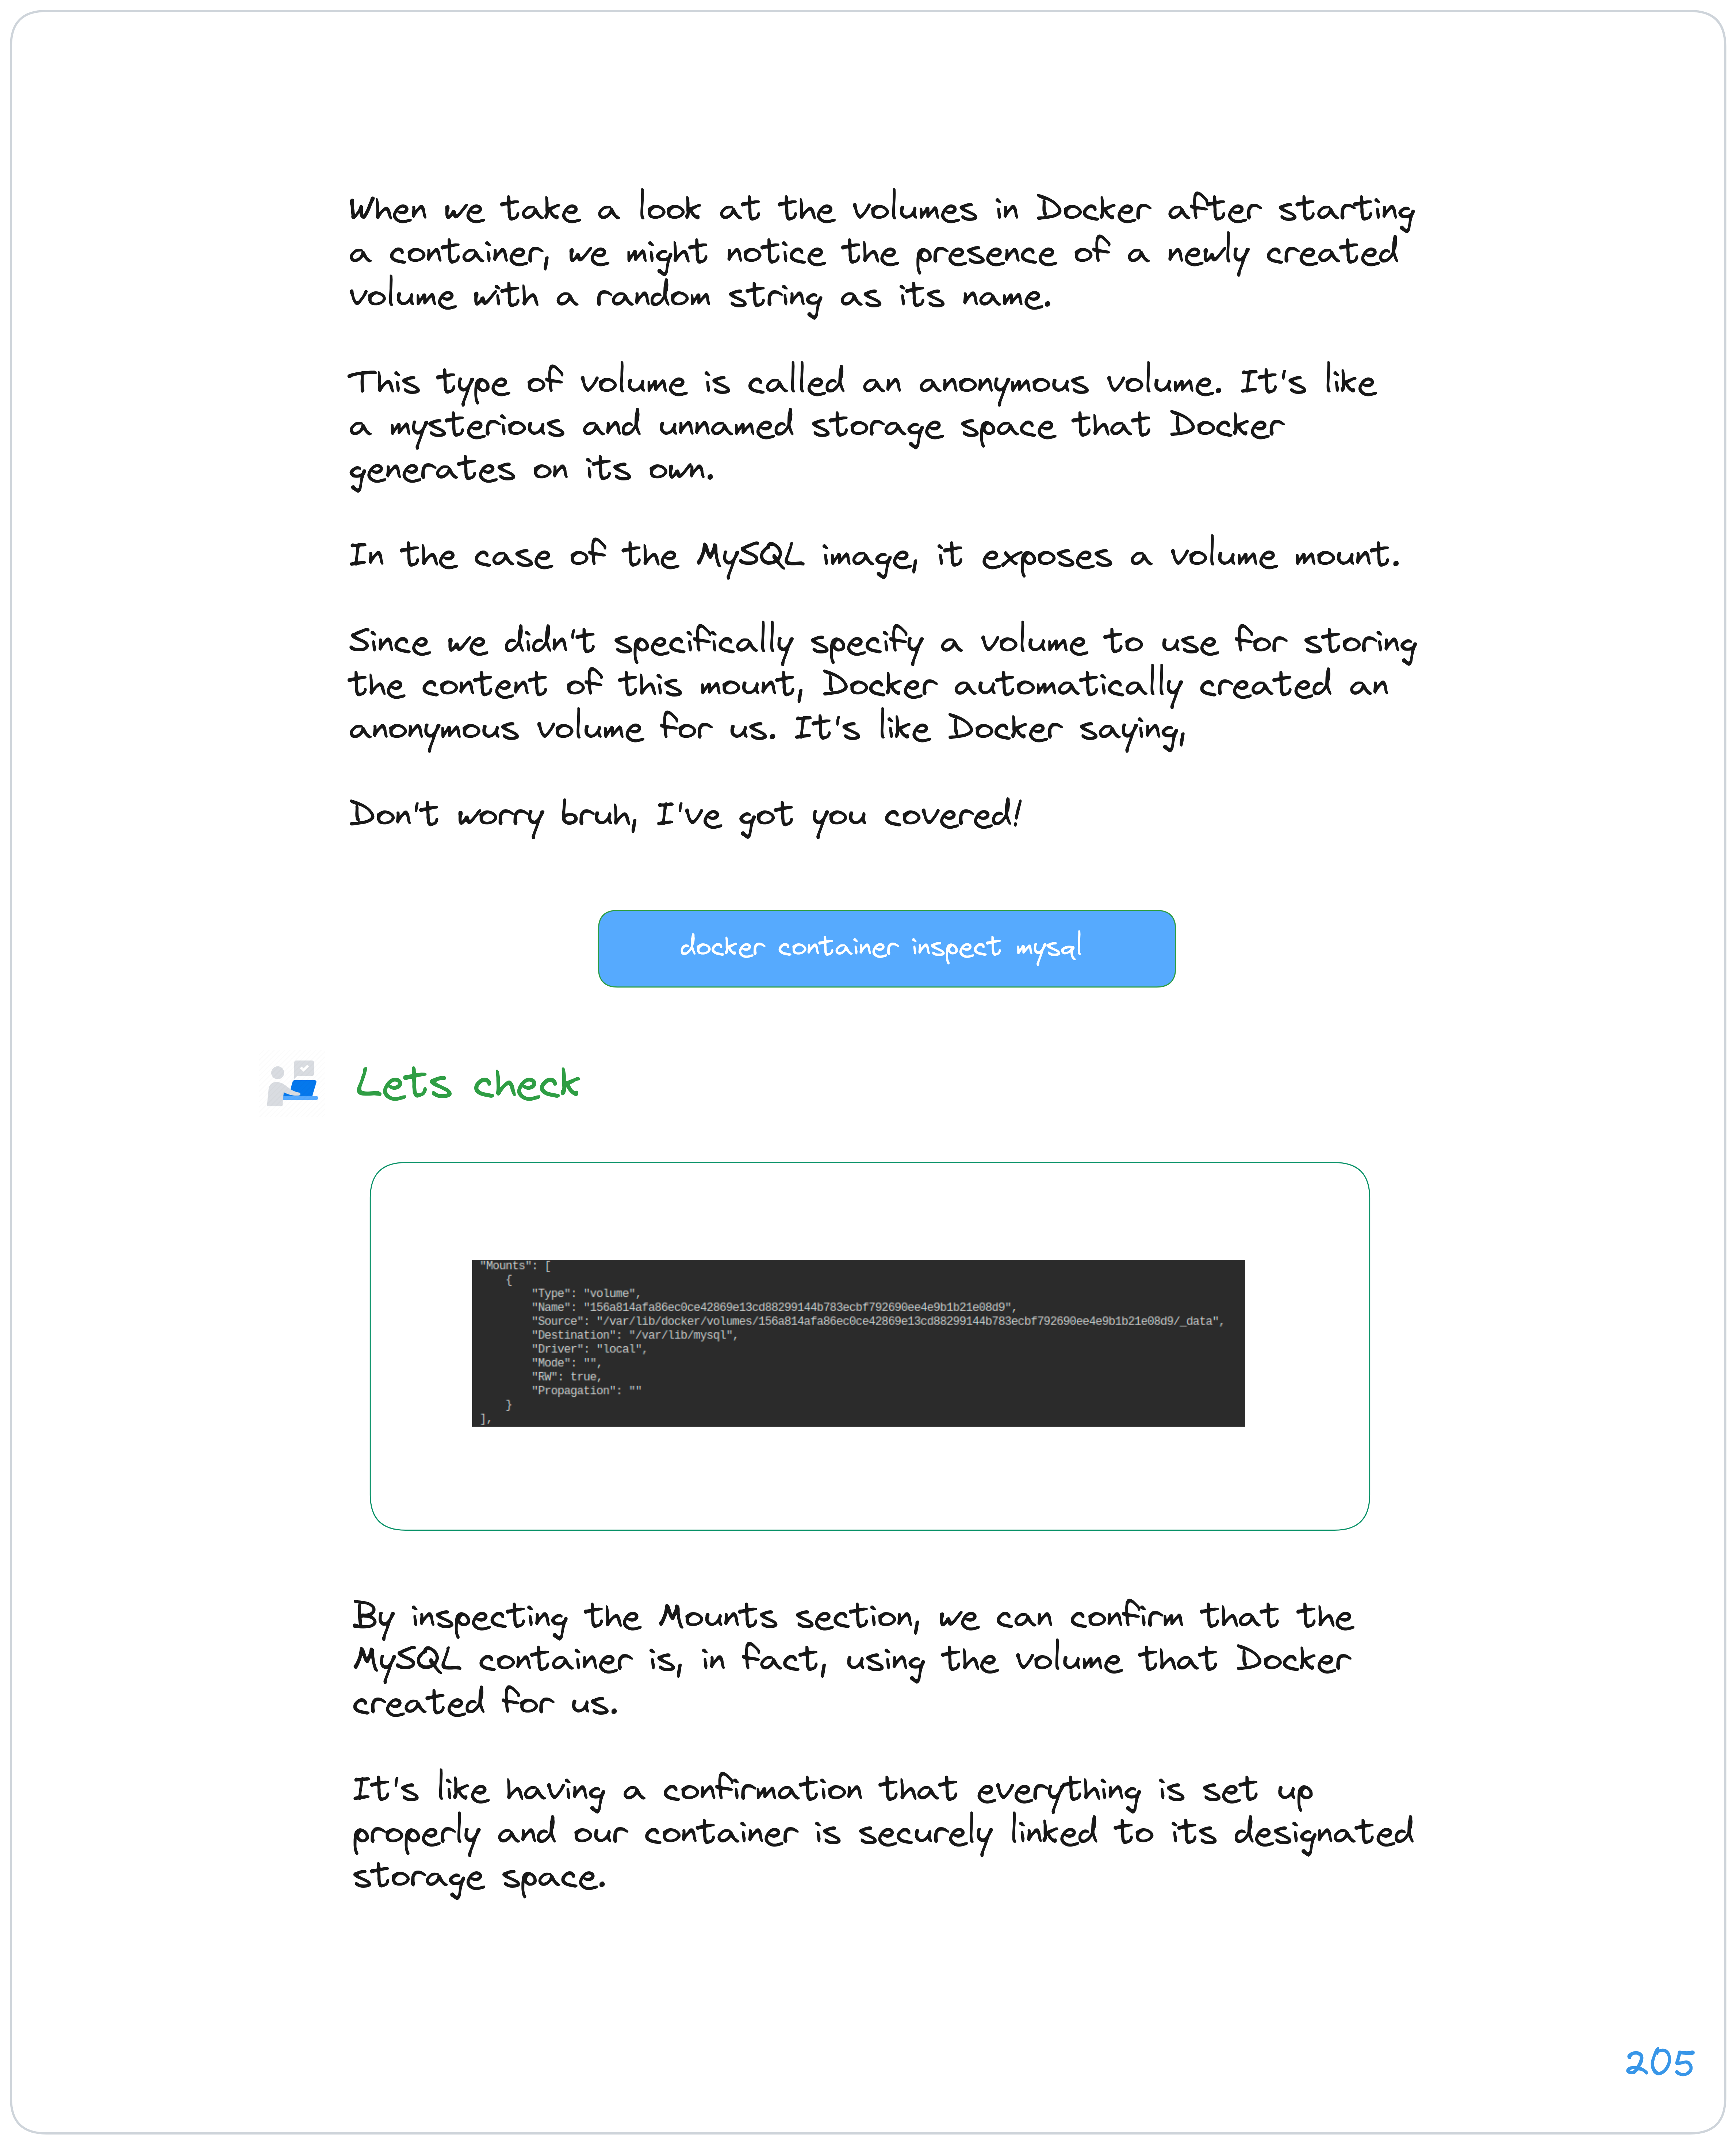 When we take a look at the volumes in Docker after starting
a container, we might notice the presence of a newly created
volume with a random string as its name.
This type of volume is called an anonymous volume. It's like
a mysterious and unnamed storage space that Docker
generates on its own.
In the case of the MySQL image, it exposes a volume mount.
Since we didn't specifically specify a volume to use for storing
the content of this mount, Docker automatically created an
anonymous volume for us. It's like Docker saying,
Don't worry bruh, I've got you covered!
docker container inspect mysql
Lets check
"Mounts": [
{
"Type": "volume",
"Name": "156a814afa86ec0ce42869e13cd88299144b783ecbf792690ee4e9b1b21e08d9",
"Source": "/var/lib/docker/volumes/156a814afa86ec0ce42869e13cd88299144b783ecbf792690ee4e9b1b21e08d9/_data",
"Destination": "/var/lib/mysql",
"Driver": "local",
"Mode": "",
"RW": true,
"Propagation": ""
}
],
By inspecting the Mounts section, we can confirm that the
MySQL container is, in fact, using the volume that Docker
created for us.
It's like having a confirmation that everything is set up
properly and our container is securely linked to its designated
storage space.
205